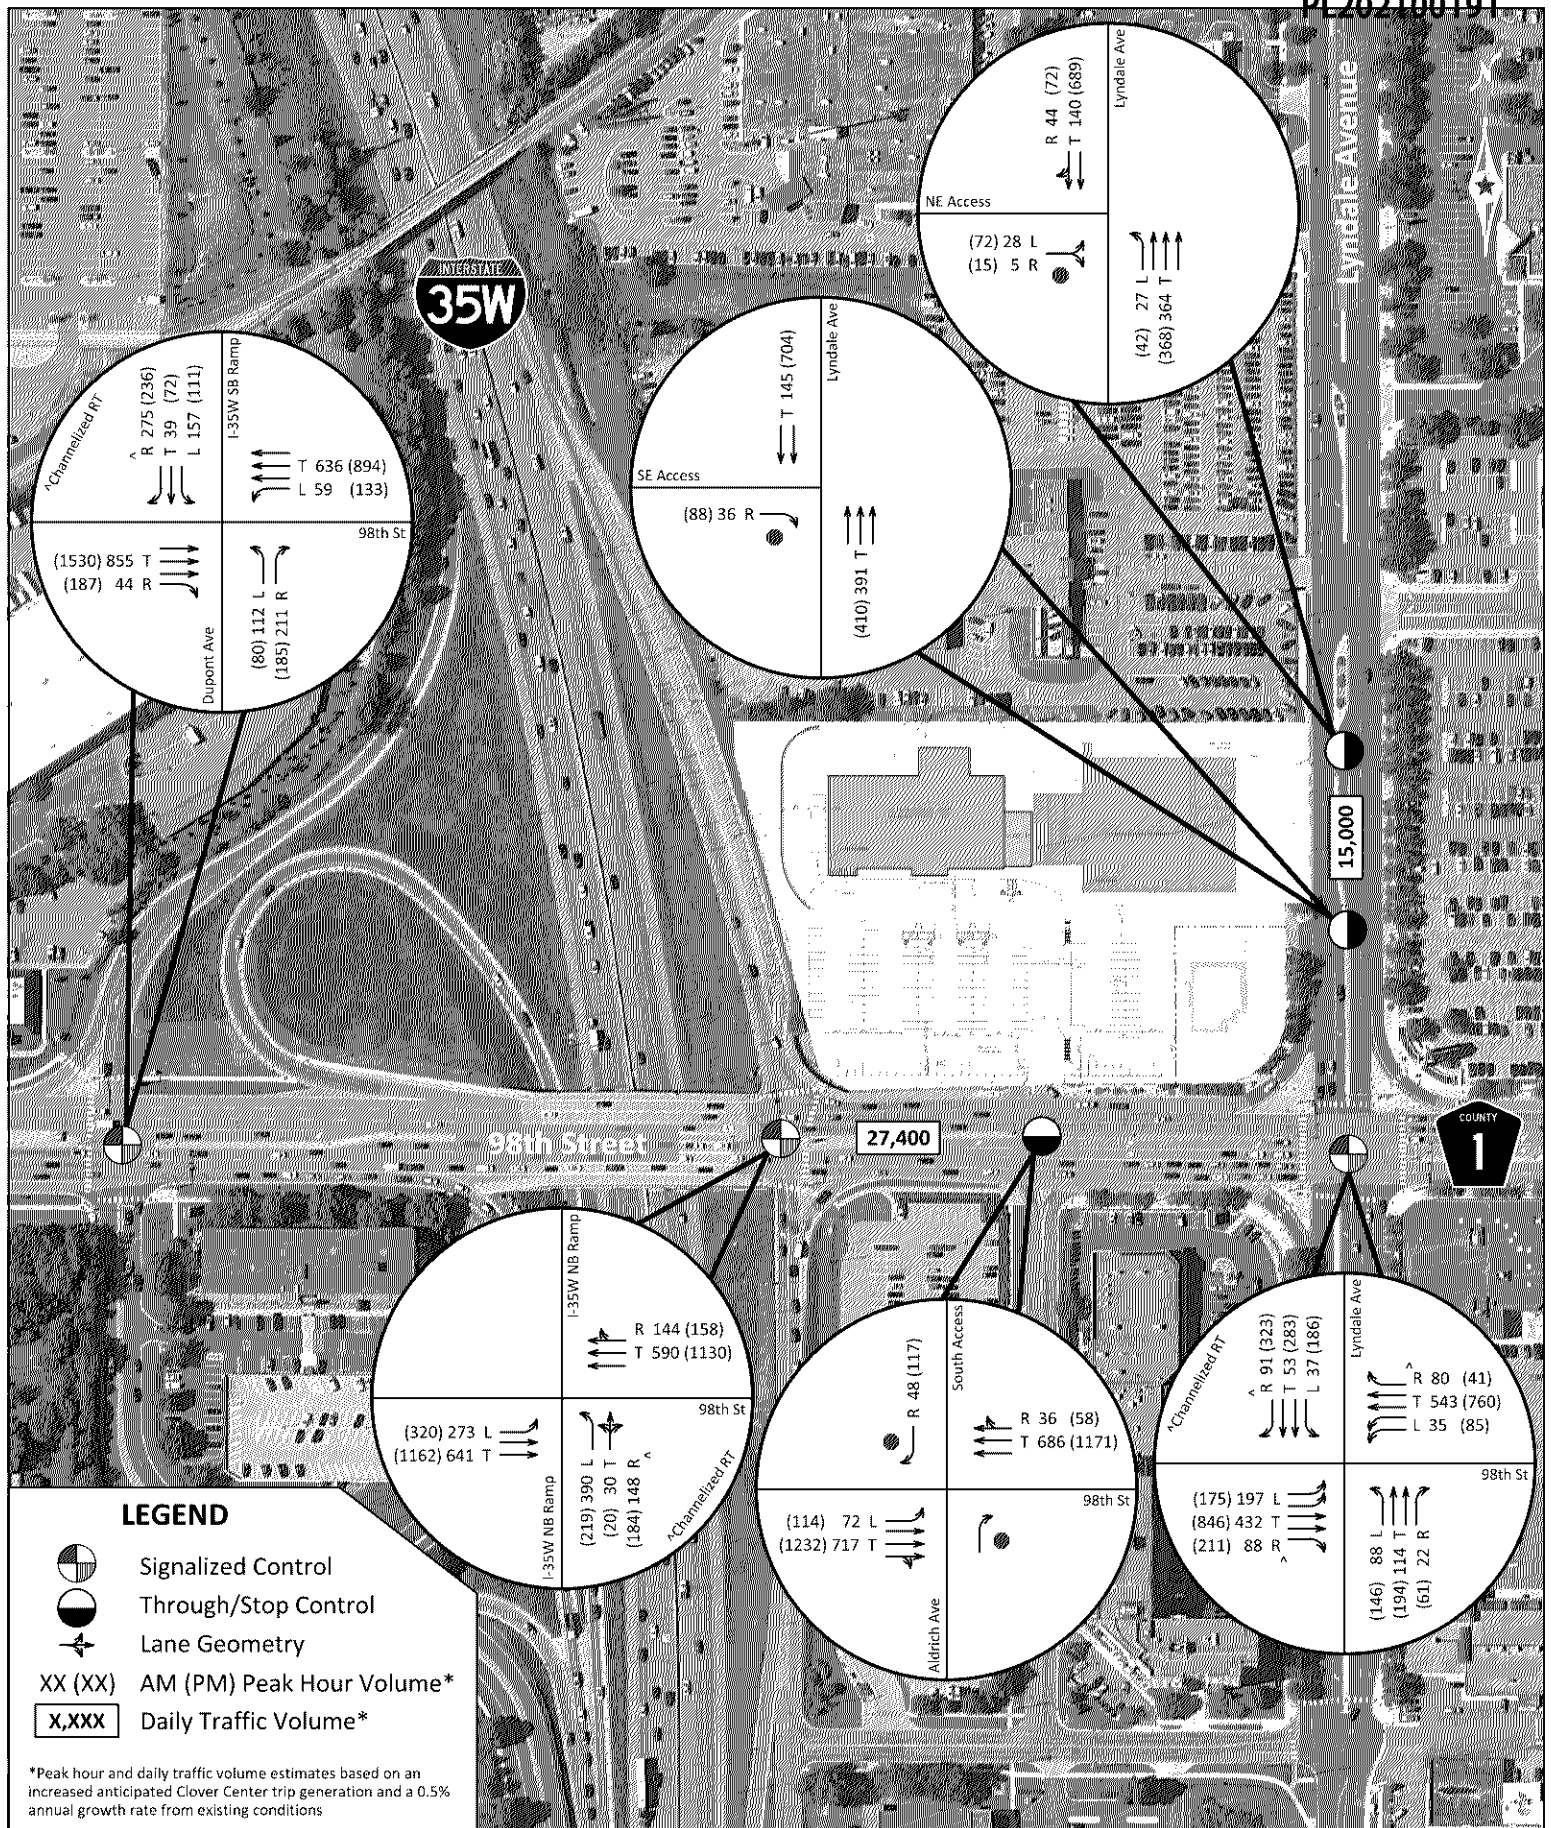 PL202100191
Lyndale Avenue
INTERSTATE
35W
NE Access
Lyndale Ave
R 44 (72)
T 140 (689)
(72) 28 L
(15) 5 R
(42) 27 L
(368) 364 T
SE Access
Lyndale Ave
T 145 (704)
(88) 36 R
(410) 391 T
^Channelized RT
^
R 275 (236)
T 39 (72)
L 157 (111)
I-35W SB Ramp
T 636 (894)
L 59 (133)
98th St
(1530) 855 T
(187) 44 R
Dupont Ave
(80) 112 L
(185) 211 R
15,000
98th Street
27,400
COUNTY
1
I-35W NB Ramp
R 144 (158)
T 590 (1130)
98th St
(320) 273 L
(1162) 641 T
I-35W NB Ramp
(219) 390 L
(20) 30 T
(184) 148 R
^
^Channelized RT
R 48 (117)
South Access
R 36 (58)
T 686 (1171)
98th St
(114) 72 L
(1232) 717 T
Aldrich Ave
^Channelized RT
^
R 91 (323)
T 53 (283)
L 37 (186)
Lyndale Ave
^
R 80 (41)
T 543 (760)
L 35 (85)
98th St
(175) 197 L
(846) 432 T
(211) 88 R
^
(146) 88 L
(194) 114 T
(61) 22 R
LEGEND
Signalized Control
Through/Stop Control
Lane Geometry
XX (XX) AM (PM) Peak Hour Volume*
X,XXX Daily Traffic Volume*
*Peak hour and daily traffic volume estimates based on an
increased anticipated Clover Center trip generation and a 0.5%
annual growth rate from existing conditions